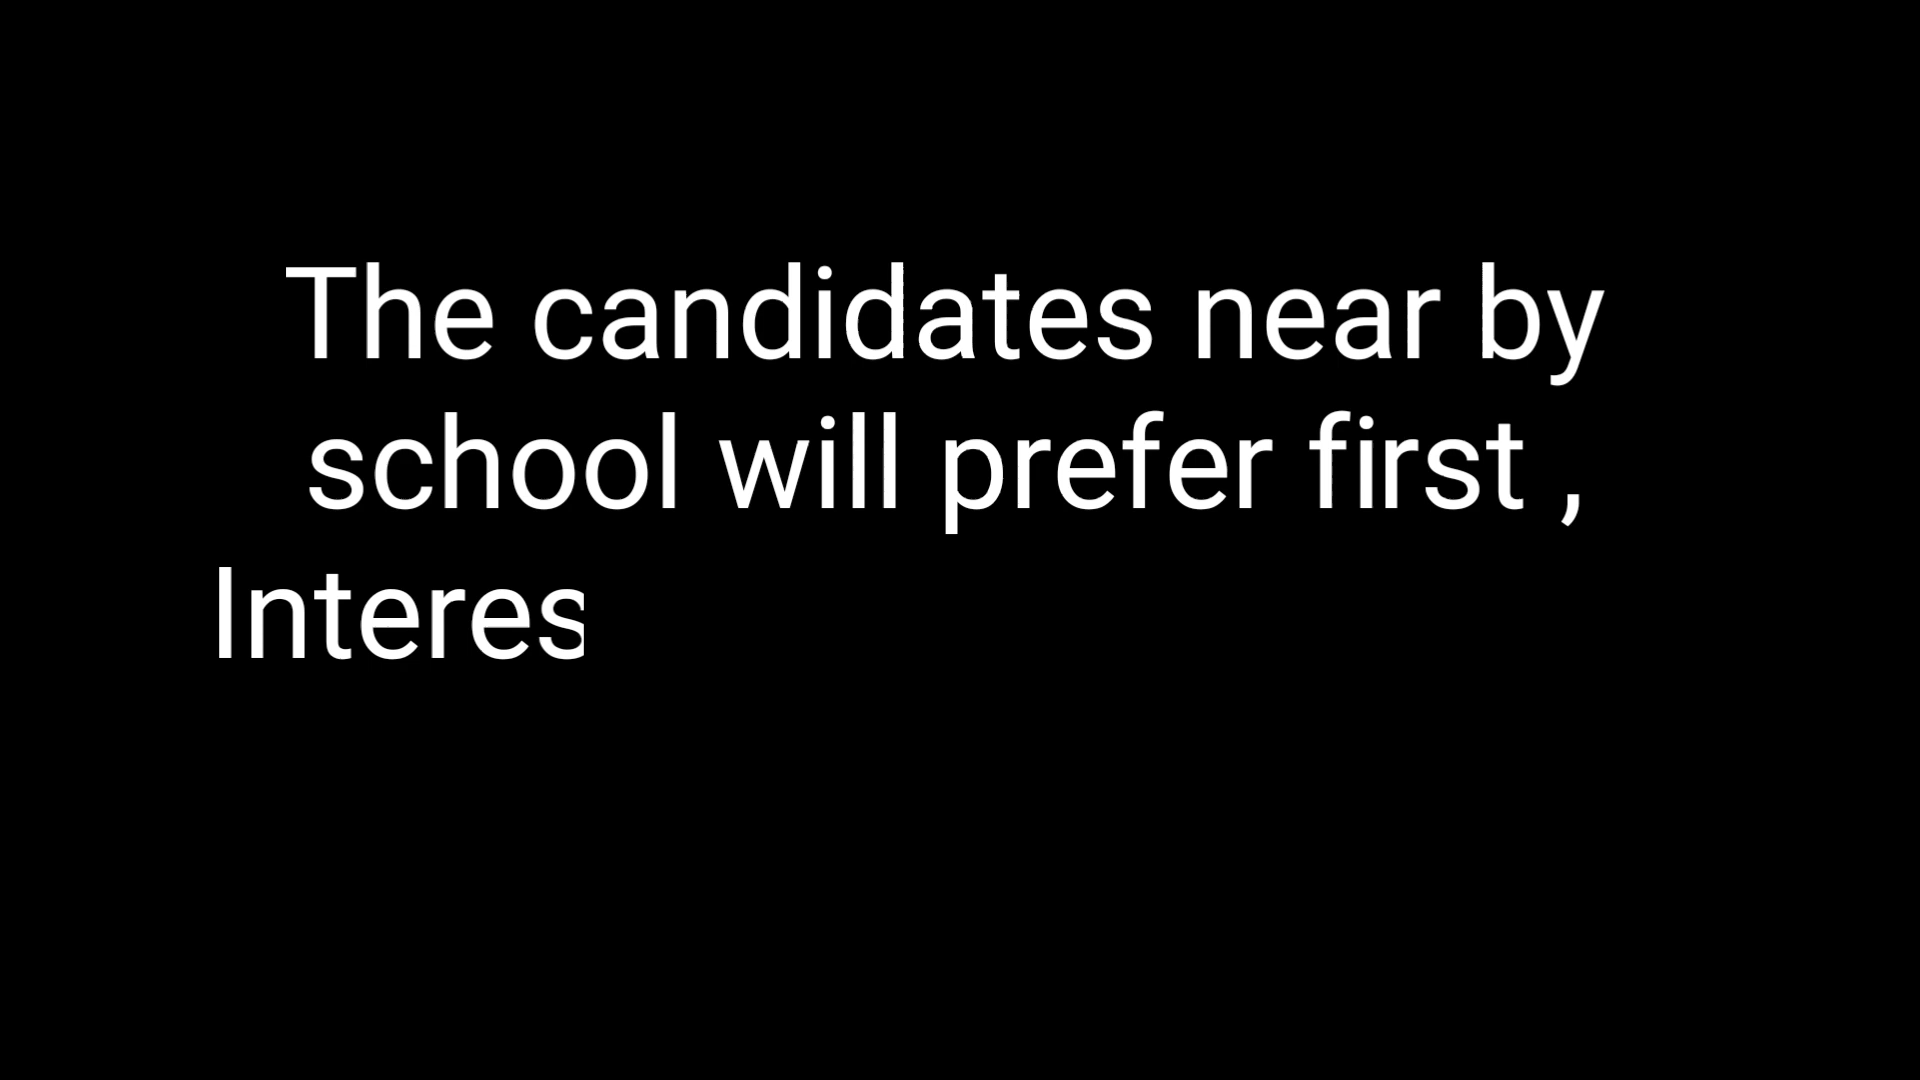 The candidates near by
school will prefer first ,
Interes